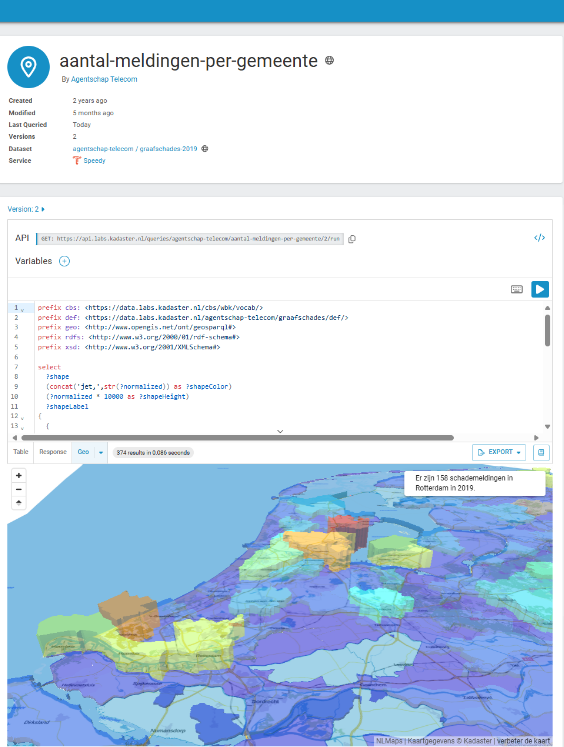 aantal-meldingen-per-gemeente
By Agentschap Telecom
Created 2 years ago
Modified 5 months ago
Last Queried Today
Versions 2
Dataset agentschap-telecom / graafschades-2019
Service Speedy
Version: 2
API GET: https://api.labs.kadaster.nl/queries/agentschap-telecom/aantal-meldingen-per-gemeente/2/run </>
Variables +
1 prefix cbs: <https://data.labs.kadaster.nl/cbs/wbk/vocab/>
2 prefix def: <https://data.labs.kadaster.nl/agentschap-telecom/graafschades/def/>
3 prefix geo: <http://www.opengis.net/ont/geosparql#>
4 prefix rdfs: <http://www.w3.org/2000/01/rdf-schema#>
5 prefix xsd: <http://www.w3.org/2001/XMLSchema#>
6
7 select
8 ?shape
9 (concat('jet,',str(?normalized)) as ?shapeColor)
10 (?normalized * 10000 as ?shapeHeight)
11 ?shapeLabel
12 {
13 {
Table Response Geo 374 results in 0.086 seconds EXPORT
+
−
Er zijn 158 schademeldingen in
Rotterdam in 2019.
NLMaps | Kaartgegevens © Kadaster | verbeter de kaart